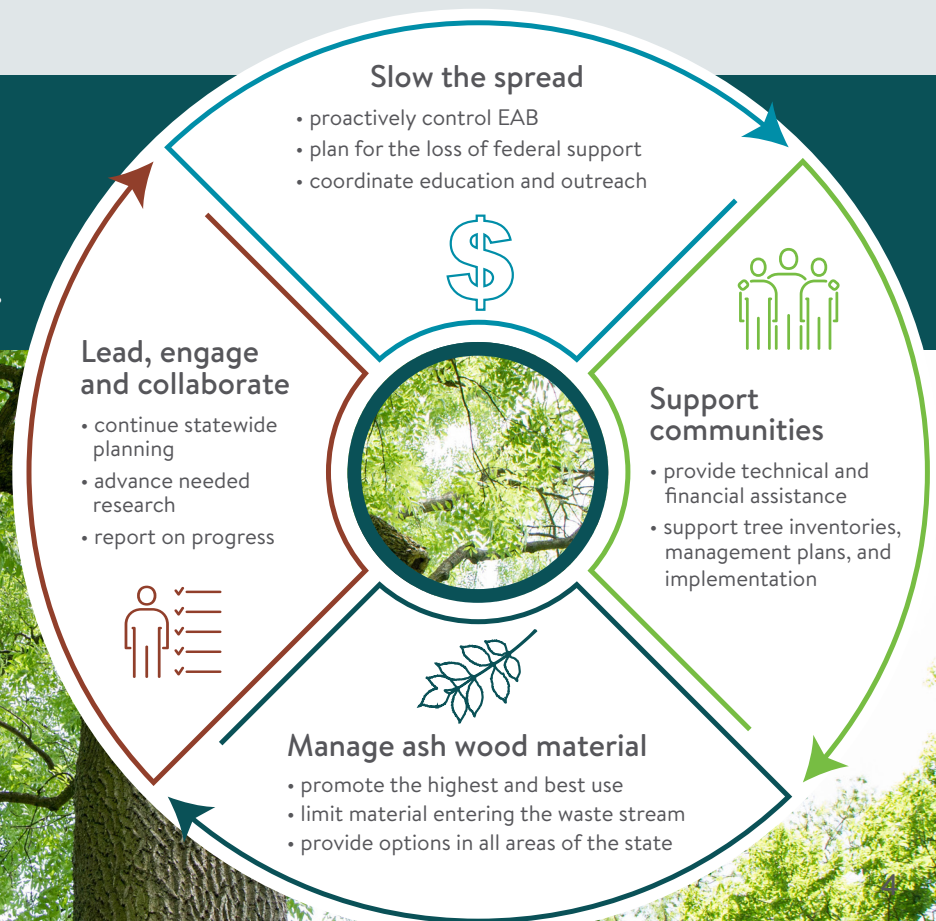 Slow the spread
• proactively control EAB
• plan for the loss of federal support
• coordinate education and outreach
Support
communities
• provide technical and
financial assistance
• support tree inventories,
management plans, and
implementation
Manage ash wood material
• promote the highest and best use
• limit material entering the waste stream
• provide options in all areas of the state
Lead, engage
and collaborate
• continue statewide
planning
• advance needed
research
• report on progress
4